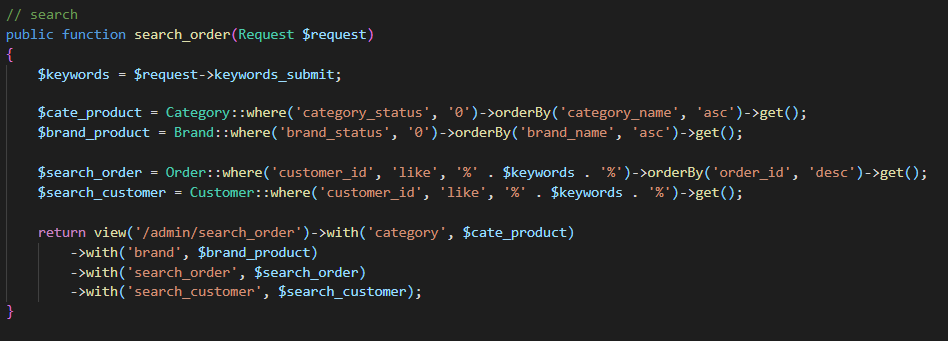 // search
public function search_order(Request $request)
{
    $keywords = $request->keywords_submit;

    $cate_product = Category::where('category_status', '0')->orderBy('category_name', 'asc')->get();
    $brand_product = Brand::where('brand_status', '0')->orderBy('brand_name', 'asc')->get();

    $search_order = Order::where('customer_id', 'like', '%' . $keywords . '%')->orderBy('order_id', 'desc')->get();
    $search_customer = Customer::where('customer_id', 'like', '%' . $keywords . '%')->get();

    return view('/admin/search_order')->with('category', $cate_product)
        ->with('brand', $brand_product)
        ->with('search_order', $search_order)
        ->with('search_customer', $search_customer);
}